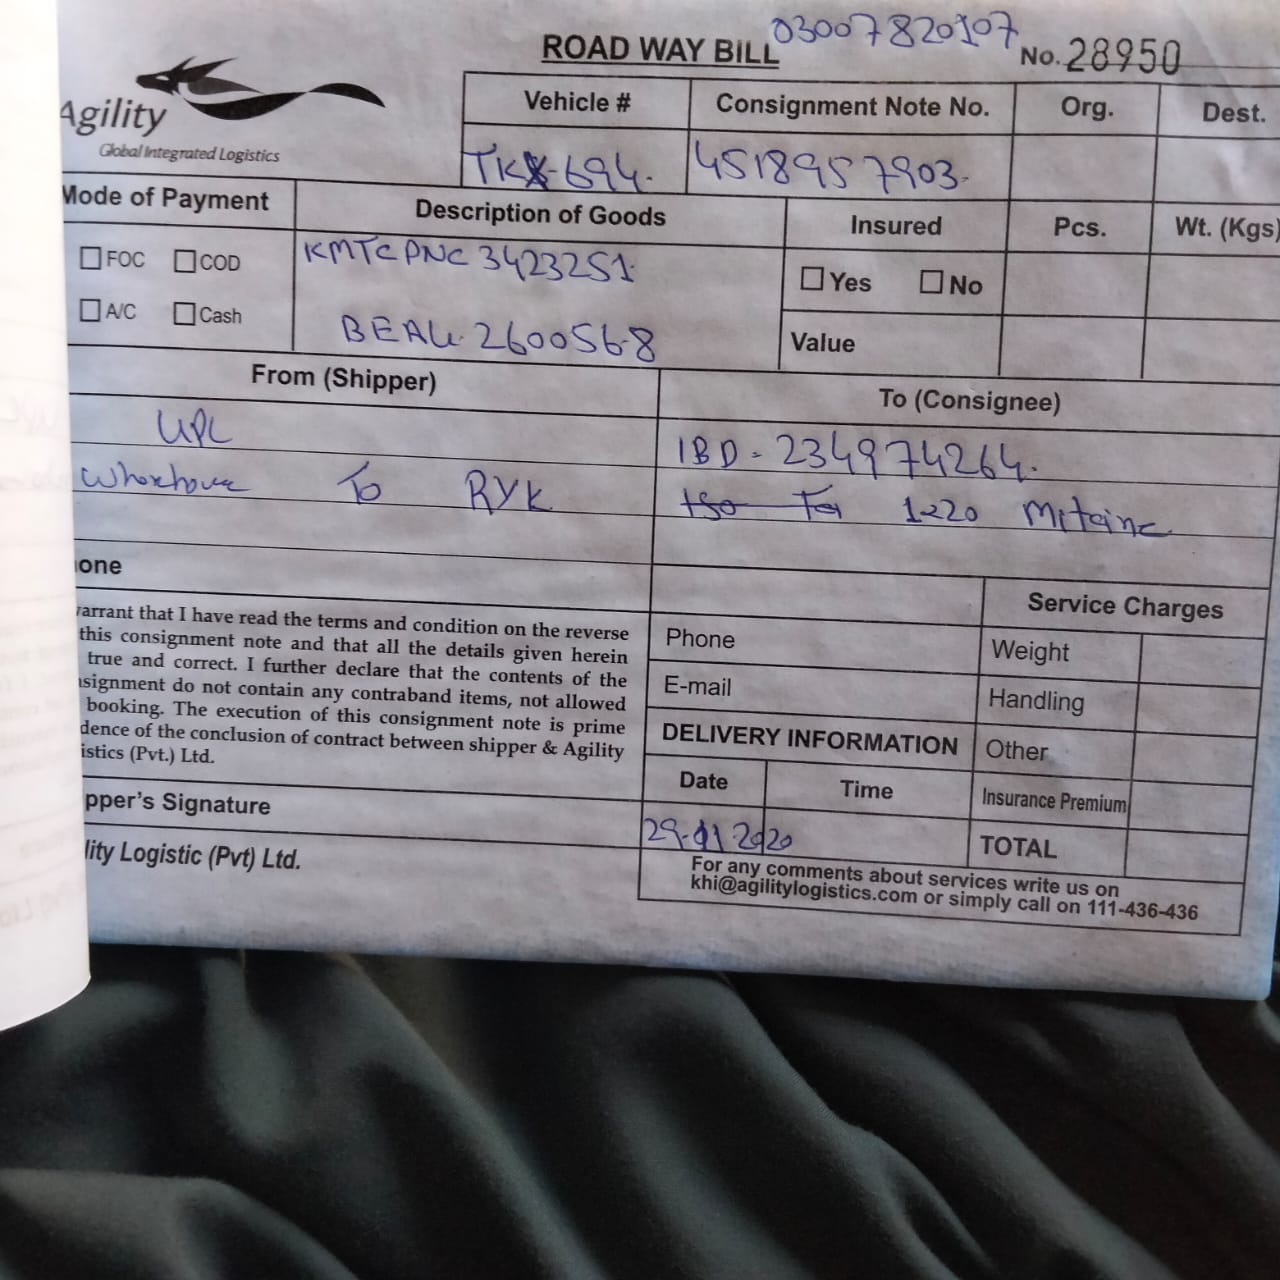 03007820107
ROAD WAY BILL No. 28950
Agility
Global Integrated Logistics
Vehicle # Consignment Note No. Org. Dest.
694. 4518957903.
Mode of Payment Description of Goods Insured Pcs. Wt. (Kgs)
FOC COD KMTCPNC 3423251. Yes No
A/C Cash BEAU. 260056-8 Value
From (Shipper) To (Consignee)
UPL IBD - 234974264.
To RYK 1220
one
Service Charges
arrant that I have read the terms and condition on the reverse
this consignment note and that all the details given herein
true and correct. I further declare that the contents of the
signment do not contain any contraband items, not allowed
booking. The execution of this consignment note is prime
dence of the conclusion of contract between shipper & Agility
istics (Pvt.) Ltd.
Phone Weight
E-mail Handling
DELIVERY INFORMATION Other
Date Time Insurance Premium
pper's Signature
29-01 2020 TOTAL
lity Logistic (Pvt) Ltd.
For any comments about services write us on
khi@agilitylogistics.com or simply call on 111-436-436